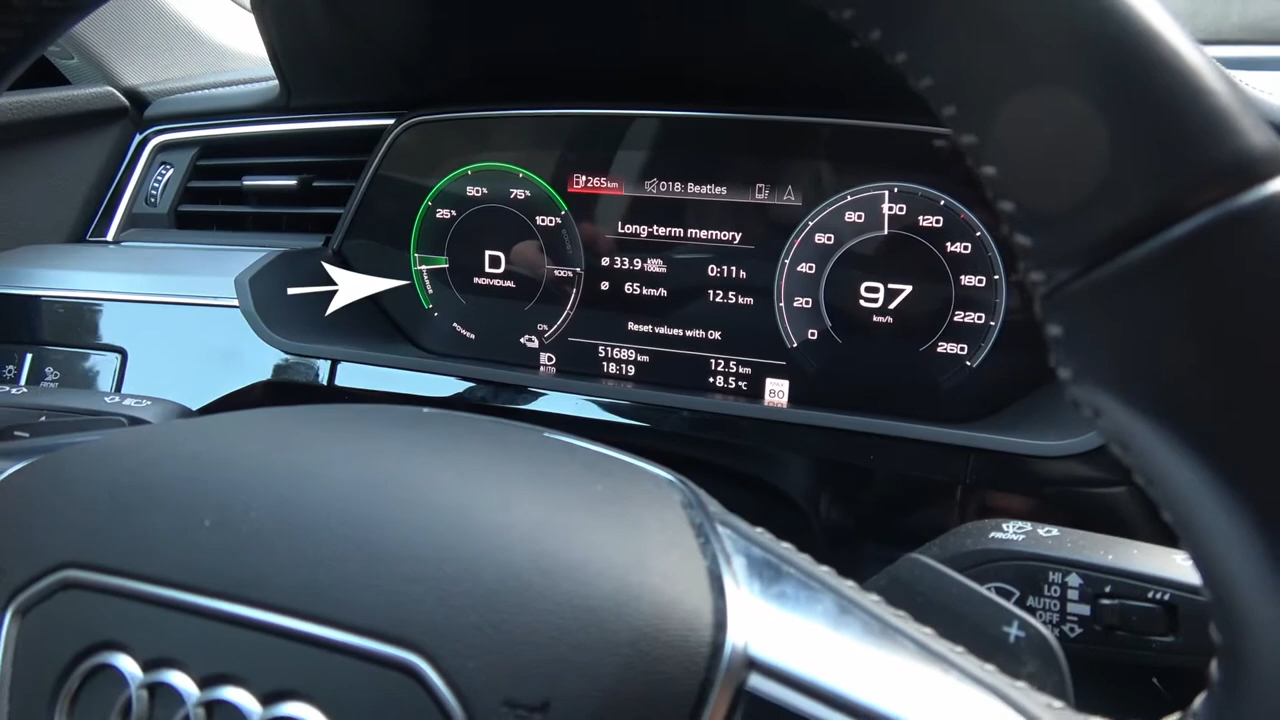 265km
018: Beatles
50%
75%
25%
100%
BOOST
CHARGE
D
INDIVIDUAL
POWER
100%
0%
Long-term memory
Ø 33.9 kWh/100km 0:11 h
Ø 65 km/h 12.5 km
Reset values with OK
51689 km 12.5 km
18:19 +8.5 °C
AUTO
MAX
80
0
20
40
60
80
100
120
140
180
220
260
97
km/h
FRONT
FRONT
HI
LO
AUTO
OFF
1x
+